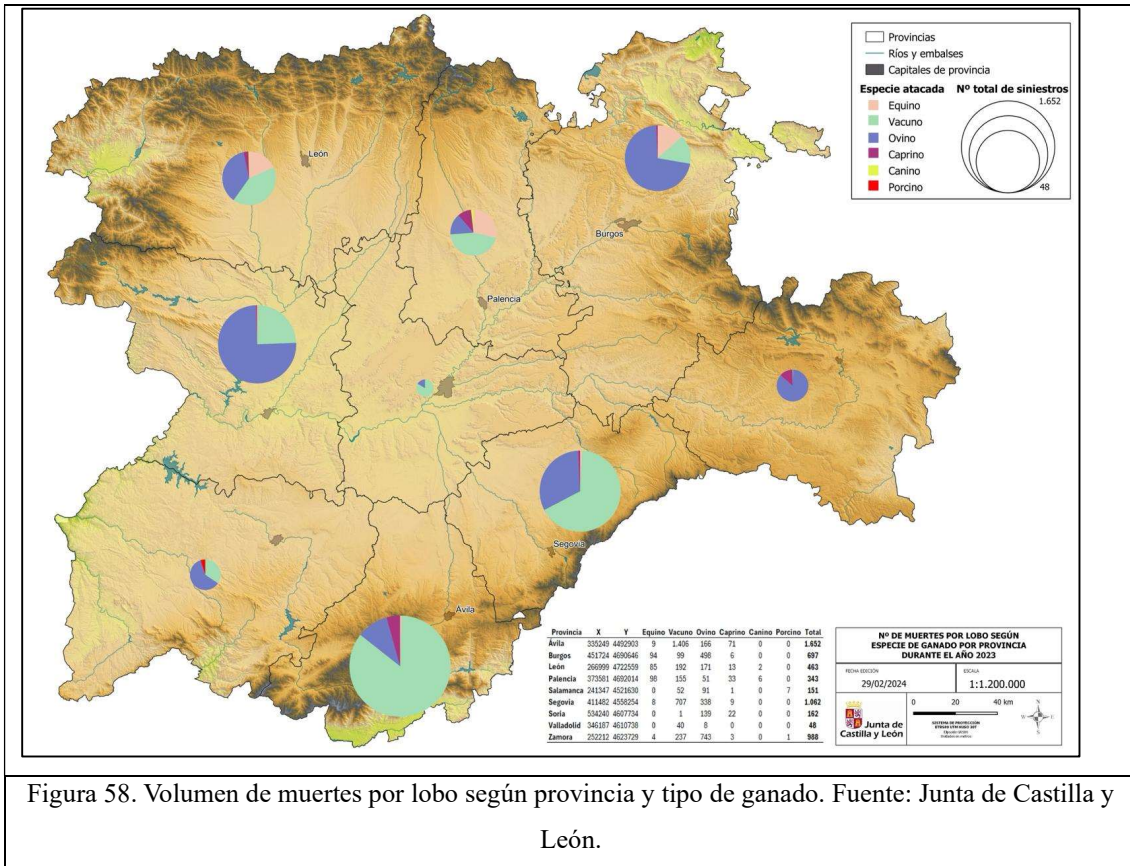 Provincias
Ríos y embalses
Capitales de provincia
Especie atacada
Equino
Vacuno
Ovino
Caprino
Canino
Porcino
Nº total de siniestros
1.652
48
León
Burgos
Palencia
Segovia
Ávila
Provincia X Y Equino Vacuno Ovino Caprino Canino Porcino Total
Ávila 335249 4492903 9 1.406 166 71 0 0 1.652
Burgos 451724 4690646 94 99 498 6 0 0 697
León 266999 4722559 85 192 171 13 2 0 463
Palencia 373581 4692014 98 155 51 33 6 0 343
Salamanca 241347 4521630 0 52 91 1 0 7 151
Segovia 411482 4558254 8 707 338 9 0 0 1.062
Soria 534240 4607734 0 1 139 22 0 0 162
Valladolid 346187 4610738 0 40 8 0 0 0 48
Zamora 252212 4623729 4 237 743 3 0 1 988
Nº DE MUERTES POR LOBO SEGÚN
ESPECIE DE GANADO POR PROVINCIA
DURANTE EL AÑO 2023
FECHA EDICIÓN
29/02/2024
ESCALA
1:1.200.000
Junta de
Castilla y León
0 20 40 km
SISTEMA DE PROYECCIÓN
ETRS89 UTM HUSO 30T
N
S
Figura 58. Volumen de muertes por lobo según provincia y tipo de ganado. Fuente: Junta de Castilla y
León.